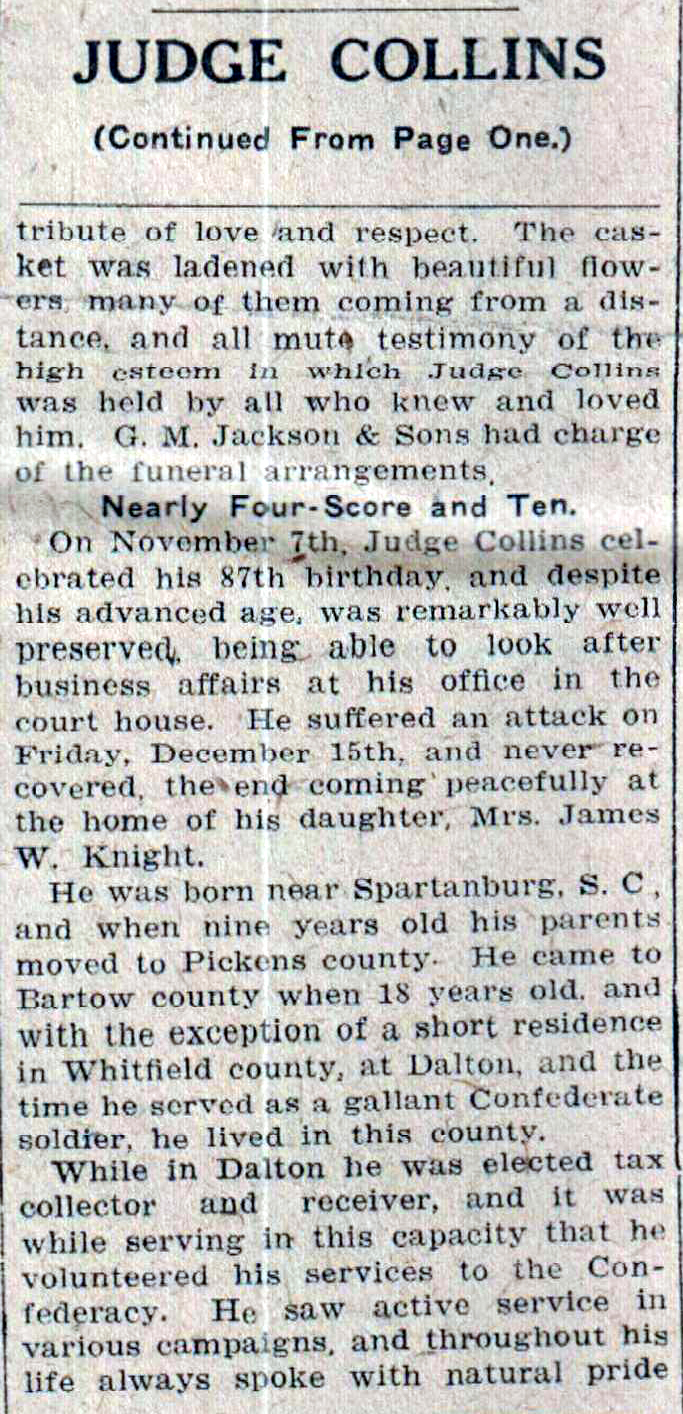 JUDGE COLLINS
(Continued From Page One.)
tribute of love and respect. The cas-
ket was ladened with beautiful flow-
ers, many of them coming from a dis-
tance, and all mute testimony of the
high esteem in which Judge Collins
was held by all who knew and loved
him. G. M. Jackson & Sons had charge
of the funeral arrangements.
Nearly Four-Score and Ten.
On November 7th, Judge Collins cel-
ebrated his 87th birthday, and despite
his advanced age, was remarkably well
preserved, being able to look after
business affairs at his office in the
court house. He suffered an attack on
Friday, December 15th, and never re-
covered, the end coming peacefully at
the home of his daughter, Mrs. James
W. Knight.
He was born near Spartanburg, S. C,
and when nine years old his parents
moved to Pickens county. He came to
Bartow county when 18 years old, and
with the exception of a short residence
in Whitfield county, at Dalton, and the
time he served as a gallant Confederate
soldier, he lived in this county.
While in Dalton he was elected tax
collector and receiver, and it was
while serving in this capacity that he
volunteered his services to the Con-
federacy. He saw active service in
various campaigns, and throughout his
life always spoke with natural pride